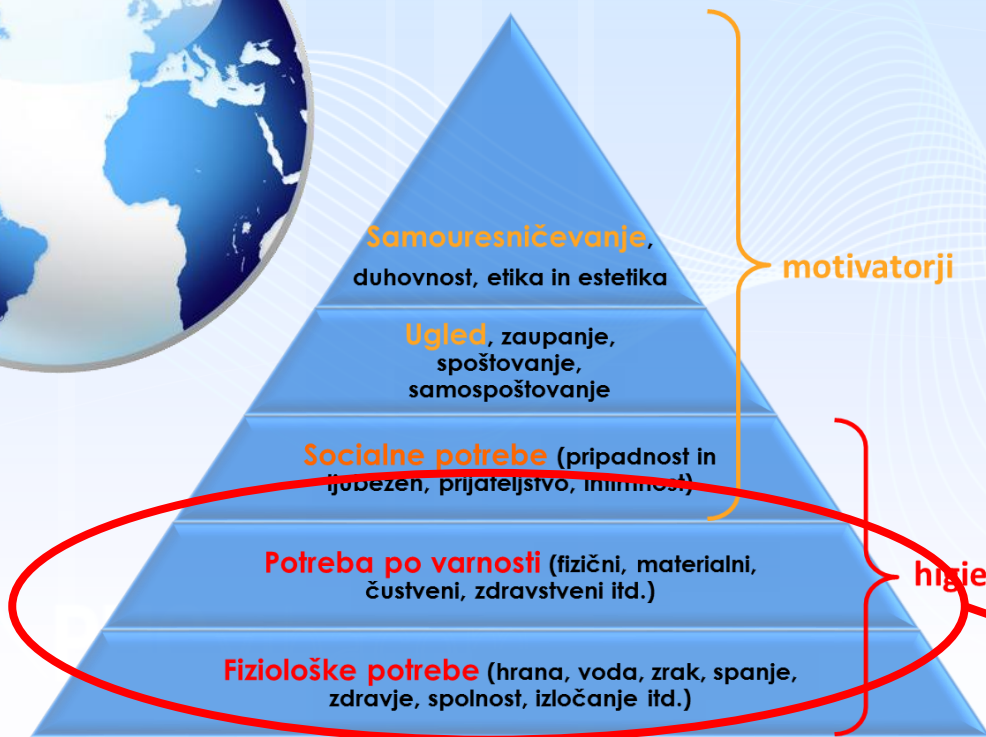 Samouresničevanje,
duhovnost, etika in estetika
motivatorji
Ugled, zaupanje,
spoštovanje,
samospoštovanje
Socialne potrebe (pripadnost in
ljubezen, prijateljstvo, intimnost)
Potreba po varnosti (fizični, materialni,
čustveni, zdravstveni itd.)
higie
Fiziološke potrebe (hrana, voda, zrak, spanje,
zdravje, spolnost, izločanje itd.)